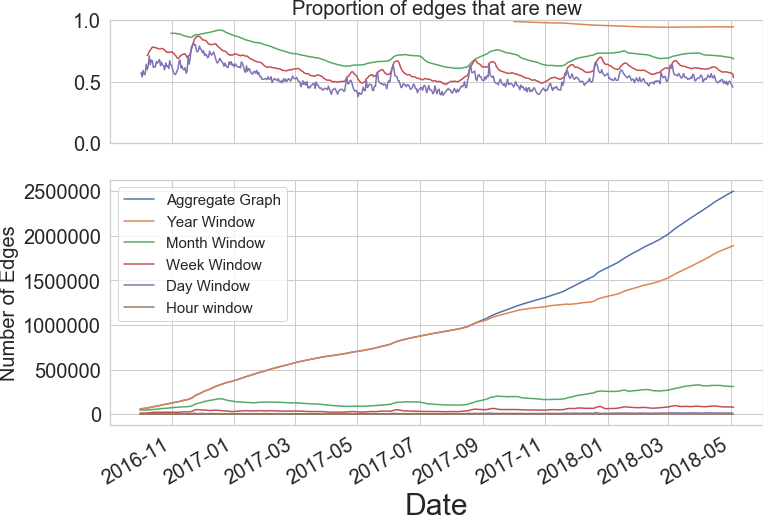 Proportion of edges that are new
1.0
0.5
0.0
Number of Edges
2500000
2000000
1500000
1000000
500000
0
Aggregate Graph
Year Window
Month Window
Week Window
Day Window
Hour window
2016-11
2017-01
2017-03
2017-05
2017-07
2017-09
2017-11
2018-01
2018-03
2018-05
Date